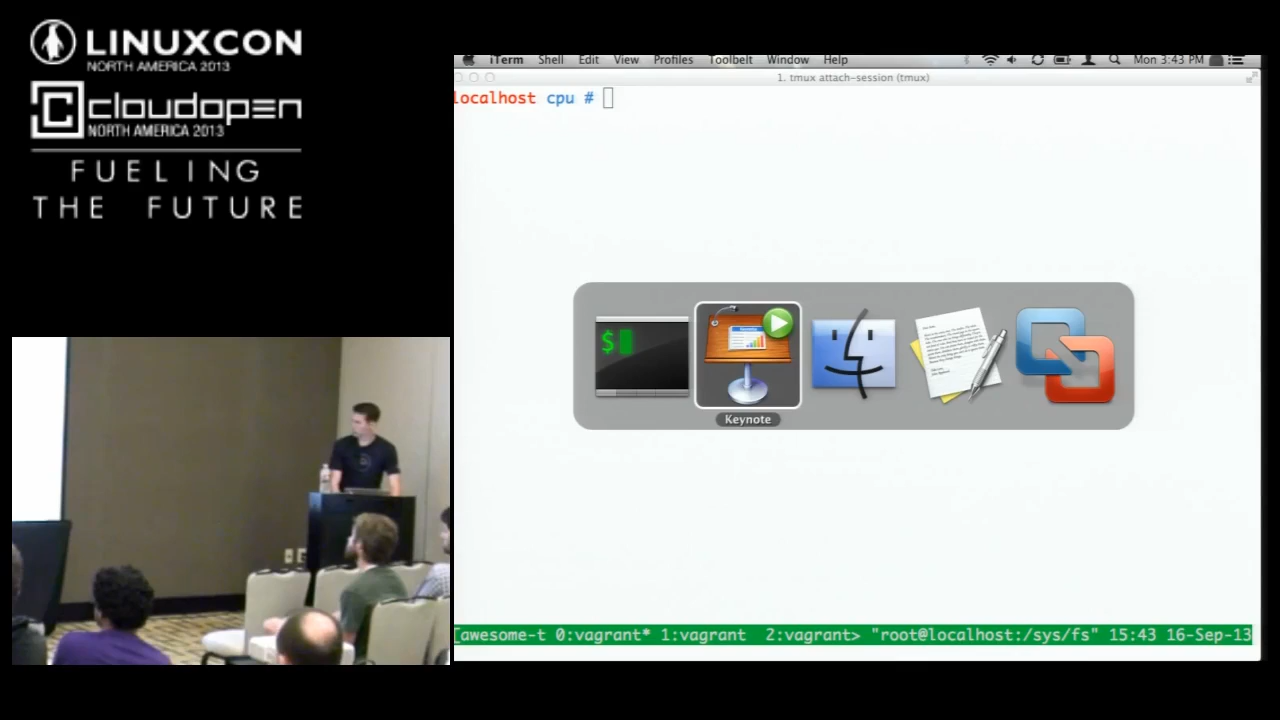 LINUXCON
NORTH AMERICA 2013
cloudopen
NORTH AMERICA 2013
FUELING
THE FUTURE
iTerm Shell Edit View Profiles Toolbelt Window Help Mon 3:43 PM
1. tmux attach-session (tmux)
localhost cpu #
$
Keynote
[awesome-t 0:vagrant* 1:vagrant 2:vagrant> "root@localhost:/sys/fs" 15:43 16-Sep-13